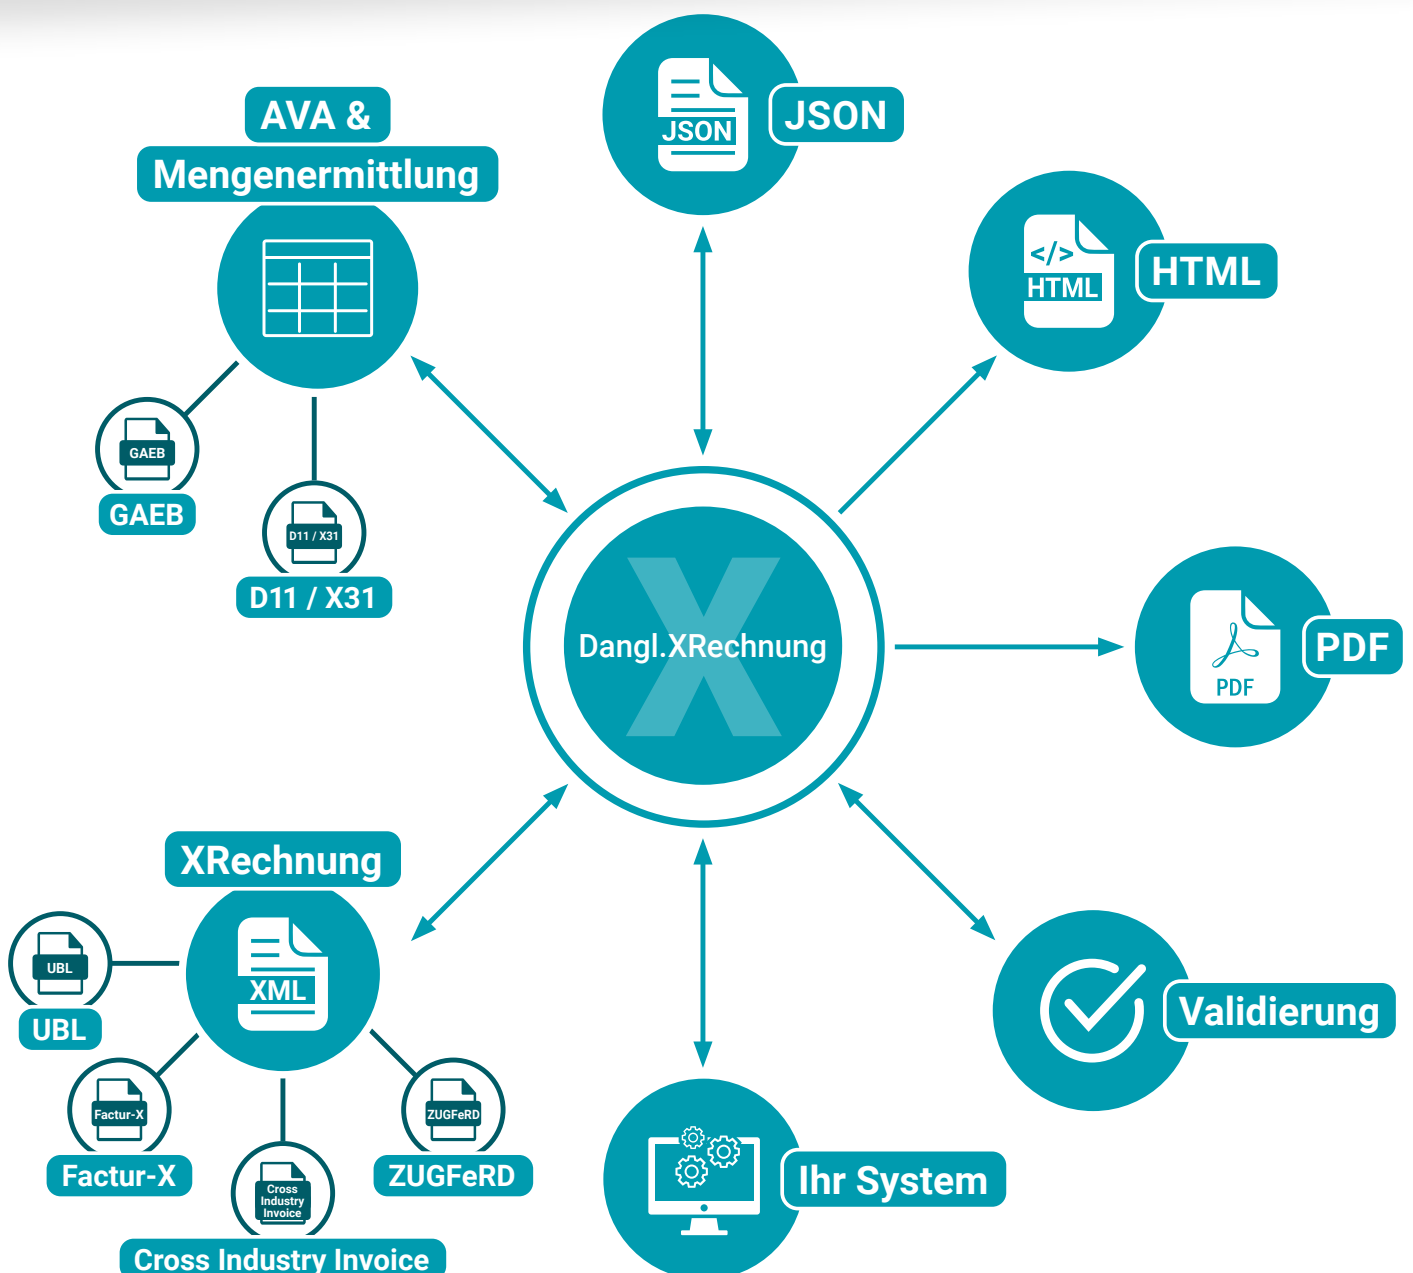 JSON
JSON
AVA &
Mengenermittlung
</>
HTML
HTML
GAEB
GAEB
D11 / X31
D11 / X31
X
Dangl.XRechnung
PDF
PDF
XRechnung
XML
UBL
UBL
Factur-X
Factur-X
Cross
Industry
Invoice
Cross Industry Invoice
ZUGFeRD
ZUGFeRD
Validierung
Ihr System